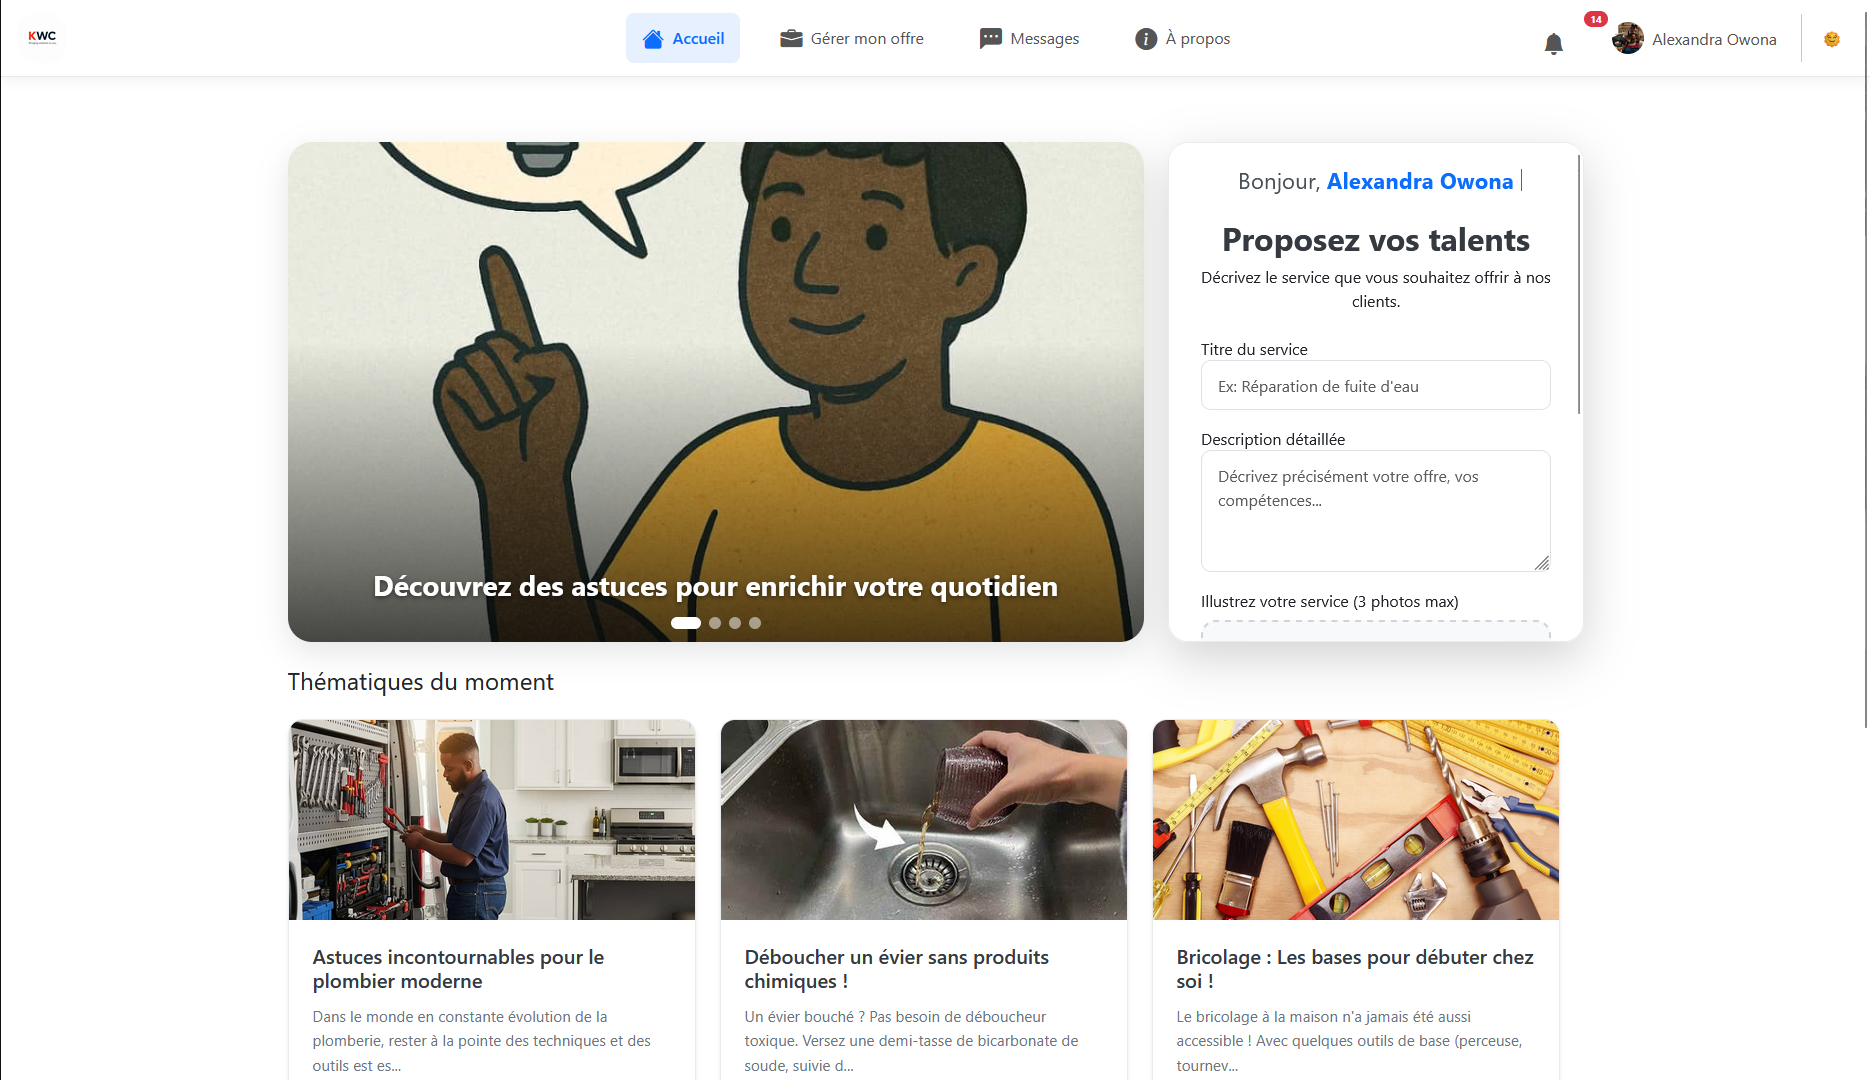 KWC
Accueil
Gérer mon offre
Messages
À propos
14
Alexandra Owona
Bonjour, Alexandra Owona
Proposez vos talents
Décrivez le service que vous souhaitez offrir à nos
clients.
Titre du service
Ex: Réparation de fuite d'eau
Description détaillée
Décrivez précisément votre offre, vos
compétences...
Illustrez votre service (3 photos max)
Découvrez des astuces pour enrichir votre quotidien
Thématiques du moment
Astuces incontournables pour le
plombier moderne
Dans le monde en constante évolution de la
plomberie, rester à la pointe des techniques et des
outils est es...
Déboucher un évier sans produits
chimiques !
Un évier bouché ? Pas besoin de déboucheur
toxique. Versez une demi-tasse de bicarbonate de
soude, suivie d...
Bricolage : Les bases pour débuter chez
soi !
Le bricolage à la maison n'a jamais été aussi
accessible ! Avec quelques outils de base (perceuse,
tournev...